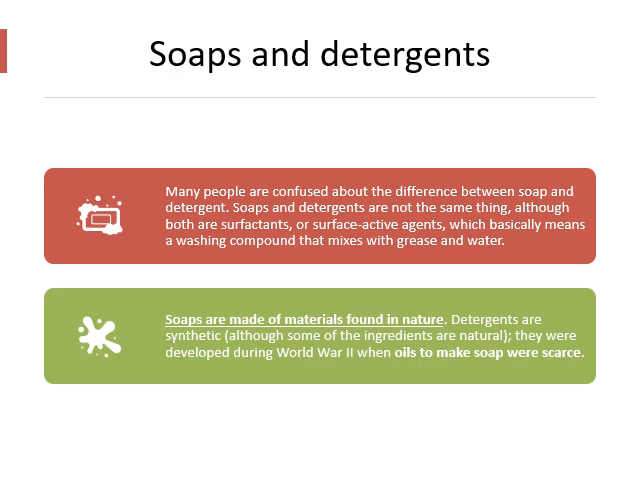 Soaps and detergents
Many people are confused about the difference between soap and
detergent. Soaps and detergents are not the same thing, although
both are surfactants, or surface-active agents, which basically means
a washing compound that mixes with grease and water.
Soaps are made of materials found in nature. Detergents are
synthetic (although some of the ingredients are natural); they were
developed during World War II when oils to make soap were scarce.